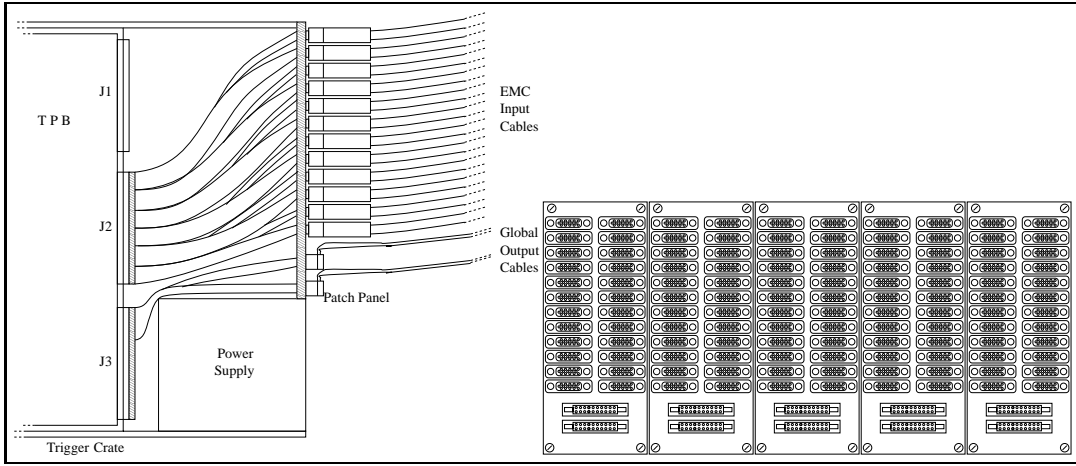 J1
T P B
EMC
Input
Cables
J2
Global
Output
Cables
Patch Panel
J3
Power
Supply
Trigger Crate